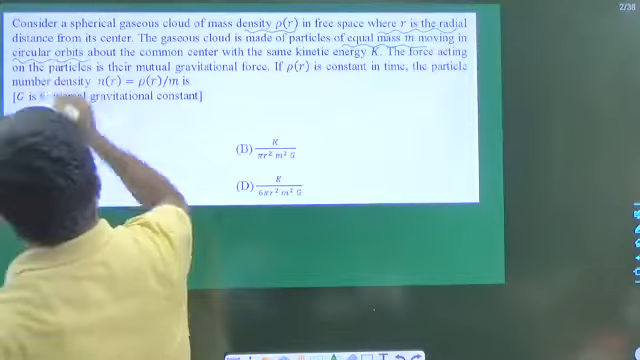 2/38
Consider a spherical gaseous cloud of mass density ρ(r) in free space where r is the radial
distance from its center. The gaseous cloud is made of particles of equal mass m moving in
circular orbits about the common center with the same kinetic energy K. The force acting
on the particles is their mutual gravitational force. If ρ(r) is constant in time, the particle
number density n(r) = ρ(r)/m is
[G is gravitational constant]
(B) K / πr² m² G
(D) K / 6πr² m² G